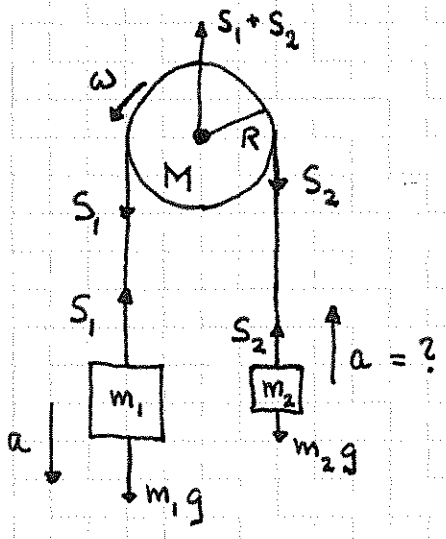 S₁ + S₂
ω
R
M
S₁
S₂
S₁
S₂
a = ?
m₁
m₂
a
m₂g
m₁g